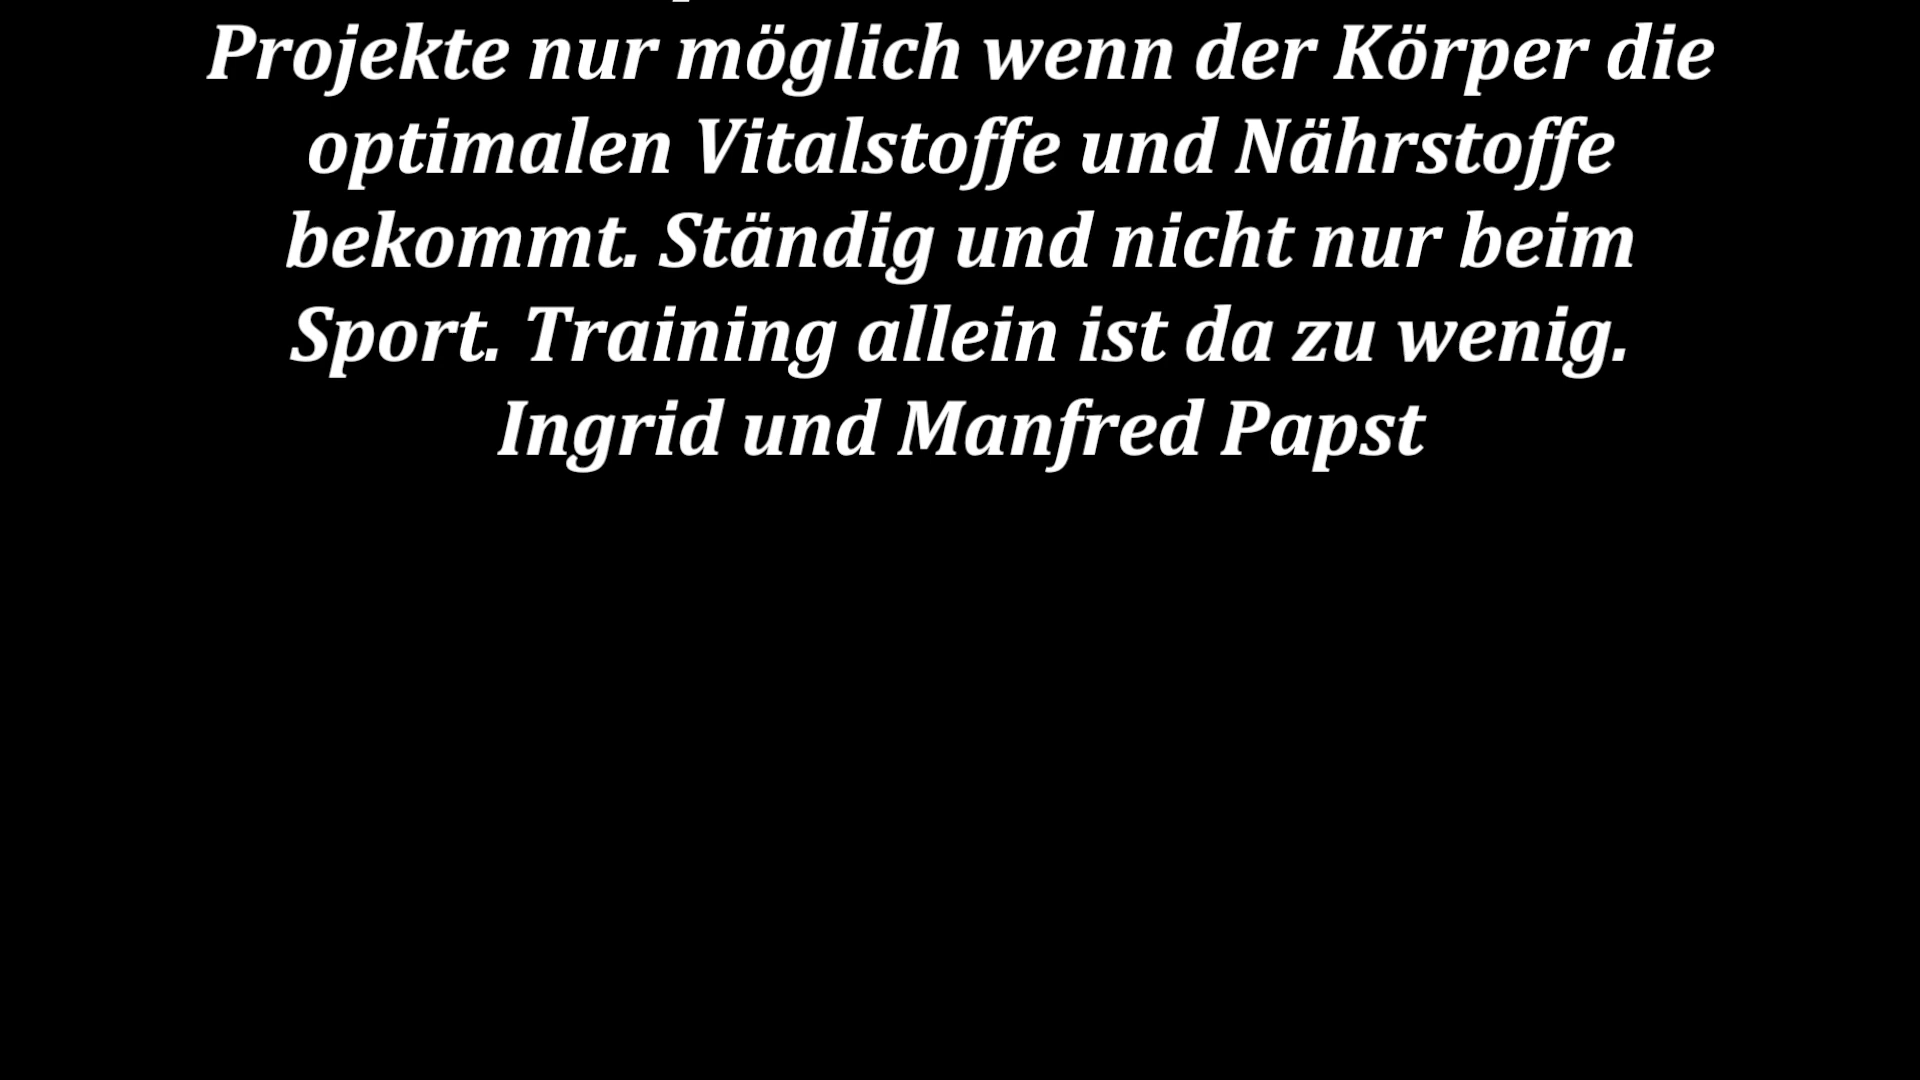 Projekte nur möglich wenn der Körper die
optimalen Vitalstoffe und Nährstoffe
bekommt. Ständig und nicht nur beim
Sport. Training allein ist da zu wenig.
Ingrid und Manfred Papst